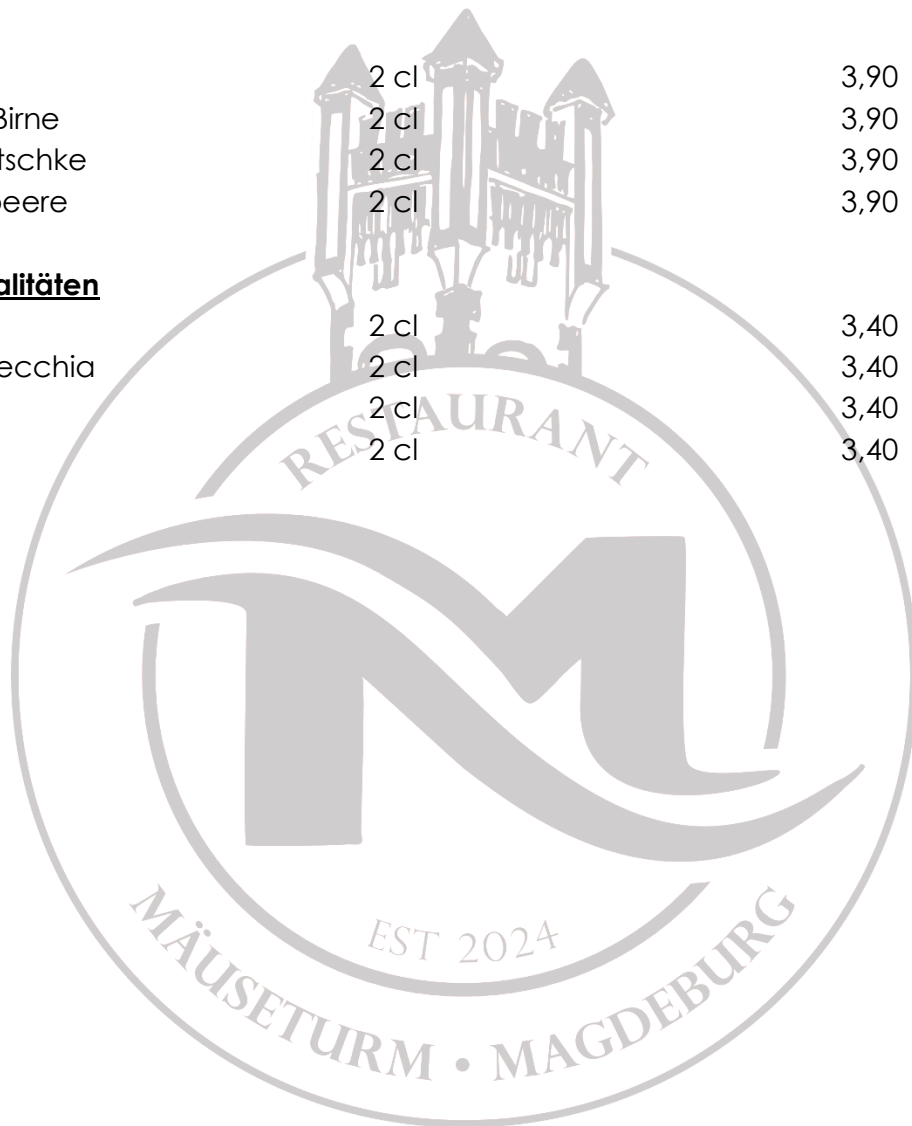 2 cl 3,90
Birne 2 cl 3,90
tschke 2 cl 3,90
beere 2 cl 3,90
alitäten
2 cl 3,40
ecchia 2 cl 3,40
2 cl 3,40
2 cl 3,40
RESTAURANT
M
EST 2024
MÄUSETURM • MAGDEBURG